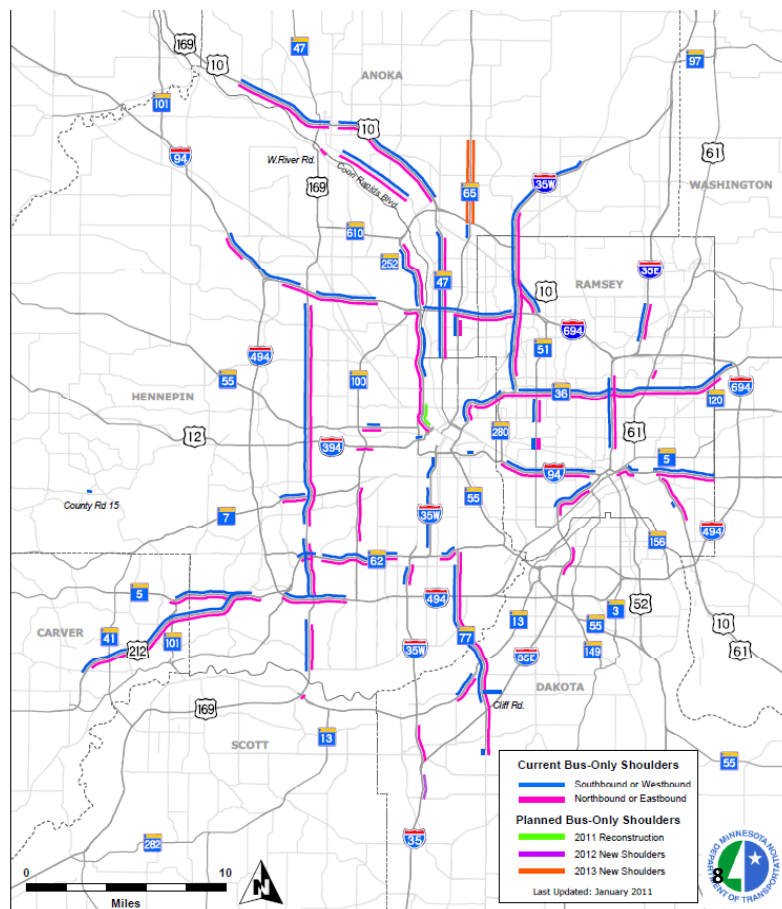 169
10
47
ANOKA
97
101
10
61
94
W.River Rd.
35W
WASHINGTON
169
Coon Rapids Blvd.
65
610
252
47
10
RAMSEY
35E
694
51
494
55
100
36
694
HENNEPIN
120
12
280
61
394
5
94
55
County Rd 15
35W
7
494
156
62
5
494
3
52
13
CARVER
41
101
212
77
55
10
35W
35E
149
61
DAKOTA
169
Cliff Rd.
SCOTT
13
55
282
35
Current Bus-Only Shoulders
Southbound or Westbound
Northbound or Eastbound
Planned Bus-Only Shoulders
2011 Reconstruction
2012 New Shoulders
2013 New Shoulders
Last Updated: January 2011
0 10
Miles
N
MINNESOTA DEPARTMENT OF TRANSPORTATION
8